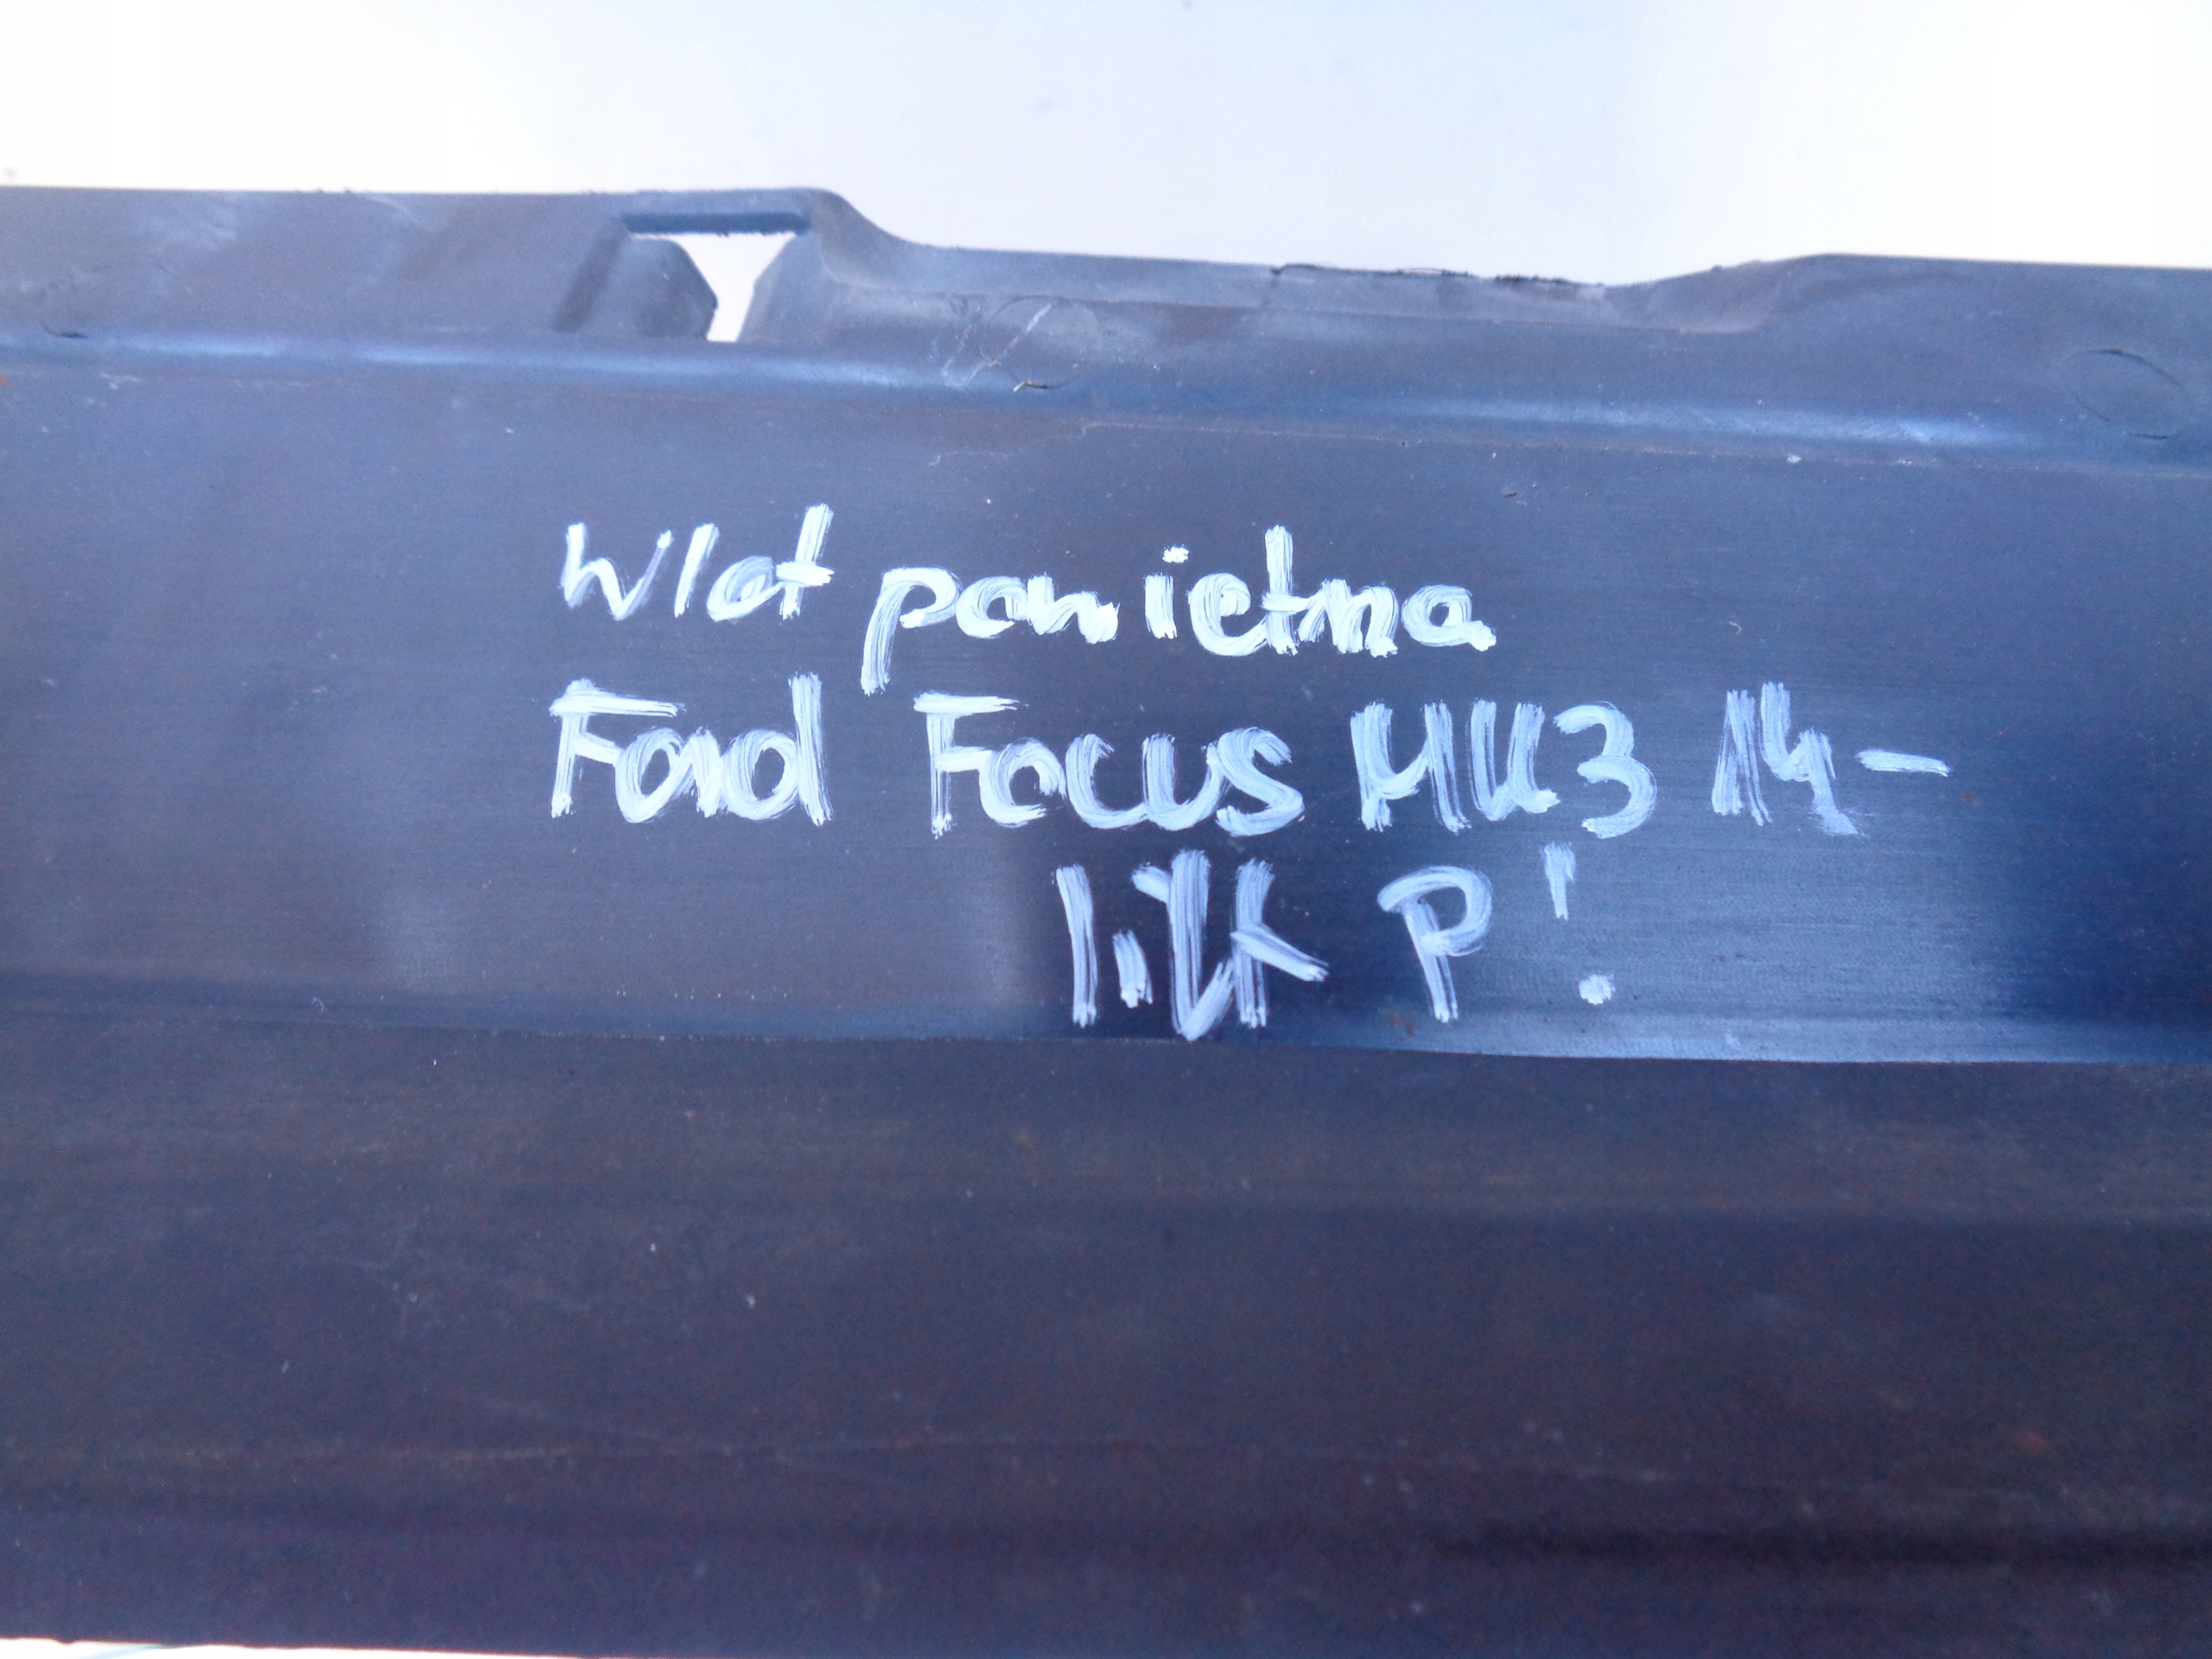 Wlot powietrza
Ford Focus MK3 14-
P!